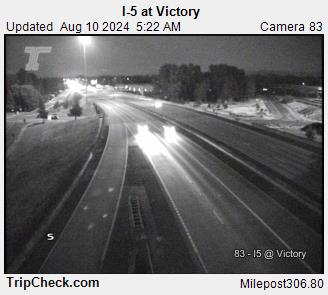 I-5 at Victory
Updated  Aug 10 2024  5:22 AM
Camera 83
T
S
83 - I5 @ Victory
TripCheck.com
Milepost306.80